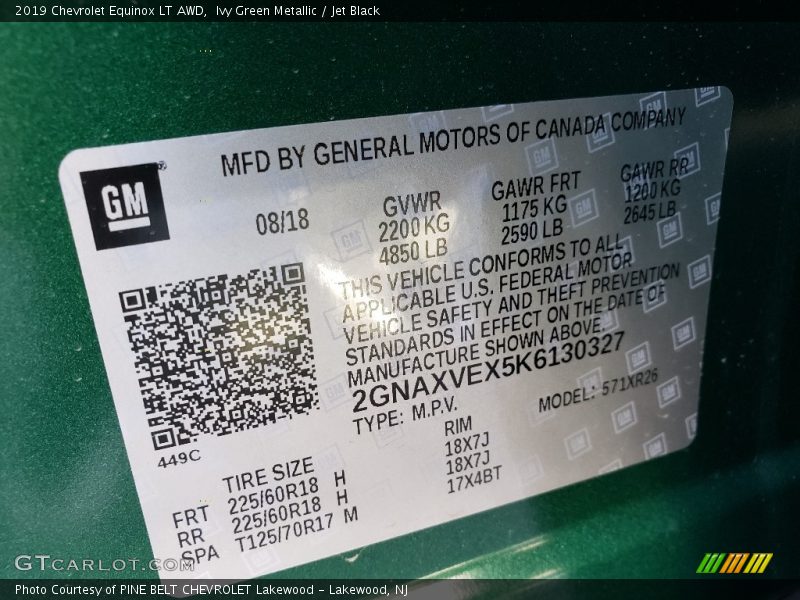 2019 Chevrolet Equinox LT AWD, Ivy Green Metallic / Jet Black
MFD BY GENERAL MOTORS OF CANADA COMPANY
GM
08/18
GVWR
2200 KG
4850 LB
GAWR FRT
1175 KG
2590 LB
GAWR RR
1200 KG
2645 LB
THIS VEHICLE CONFORMS TO ALL
APPLICABLE U.S. FEDERAL MOTOR
VEHICLE SAFETY AND THEFT PREVENTION
STANDARDS IN EFFECT ON THE DATE OF
MANUFACTURE SHOWN ABOVE.
2GNAXVEX5K6130327
TYPE: M.P.V.
MODEL: 571XR26
449C
TIRE SIZE
RIM
FRT 225/60R18 H 18X7J
RR 225/60R18 H 18X7J
SPA T125/70R17 M 17X4BT
GTCARLOT.COM
Photo Courtesy of PINE BELT CHEVROLET Lakewood - Lakewood, NJ